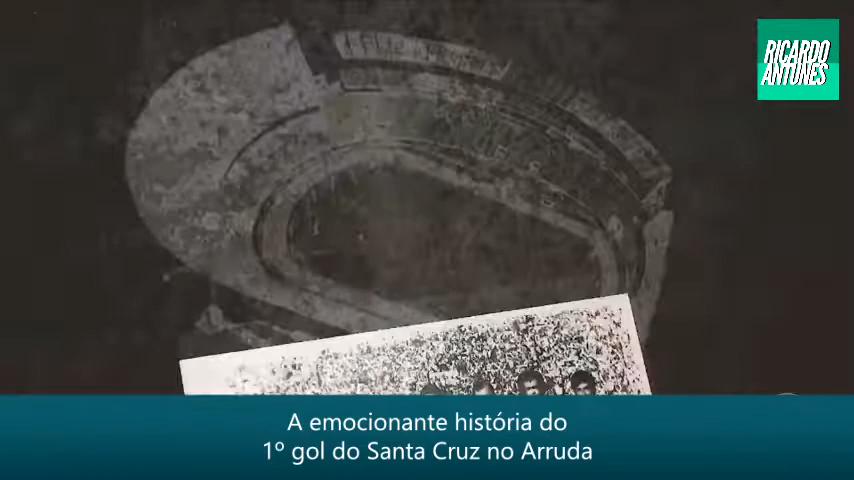 RICARDO
ANTUNES
A emocionante história do
1º gol do Santa Cruz no Arruda